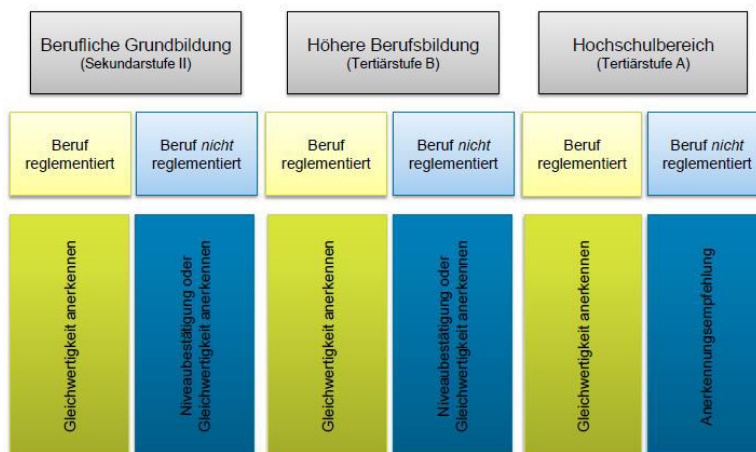 Berufliche Grundbildung
(Sekundarstufe II)
Höhere Berufsbildung
(Tertiärstufe B)
Hochschulbereich
(Tertiärstufe A)
Beruf
reglementiert
Beruf nicht
reglementiert
Beruf
reglementiert
Beruf nicht
reglementiert
Beruf
reglementiert
Beruf nicht
reglementiert
Gleichwertigkeit anerkennen
Niveaubestätigung oder
Gleichwertigkeit anerkennen
Gleichwertigkeit anerkennen
Niveaubestätigung oder
Gleichwertigkeit anerkennen
Gleichwertigkeit anerkennen
Anerkennungsempfehlung